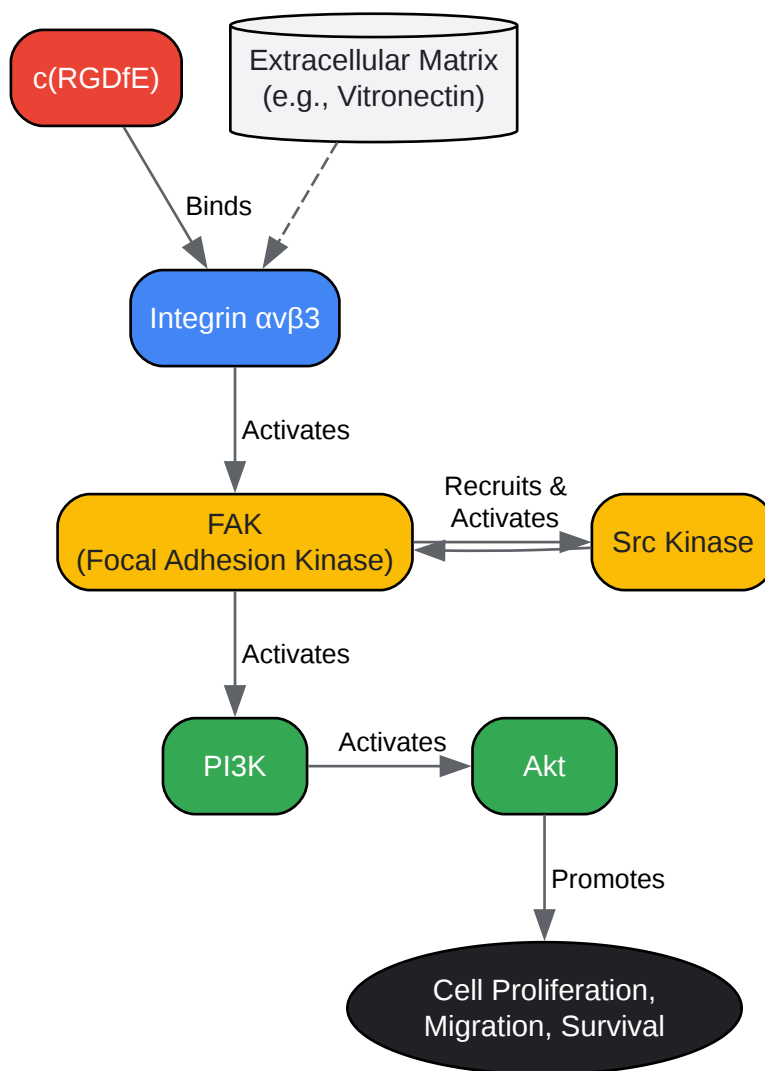 c(RGDfE)
Extracellular Matrix
(e.g., Vitronectin)
Binds
Integrin αvβ3
Activates
FAK
(Focal Adhesion Kinase)
Recruits &
Activates
Src Kinase
Activates
PI3K
Activates
Akt
Promotes
Cell Proliferation,
Migration, Survival